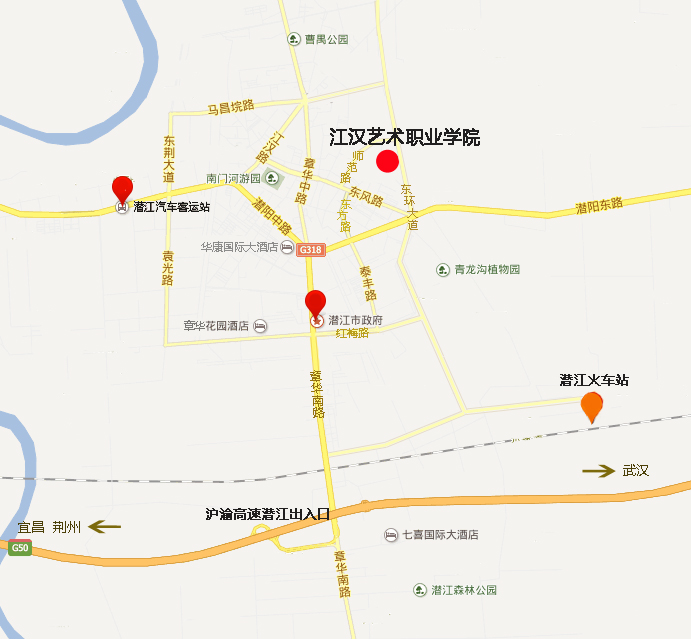 曹禺公园
马昌垸路
江汉艺术职业学院
东荆大道
江汉路
师范路
章华中路
南门河游园
东风路
东环大道
潜江汽车客运站
潜阳中路
东方路
潜阳东路
华康国际大酒店
G318
袁光路
泰丰路
青龙沟植物园
章华花园酒店
潜江市政府
红梅路
潜江火车站
章华南路
武汉
沪渝高速潜江出入口
宜昌 荆州
七喜国际大酒店
G50
章华南路
潜江森林公园